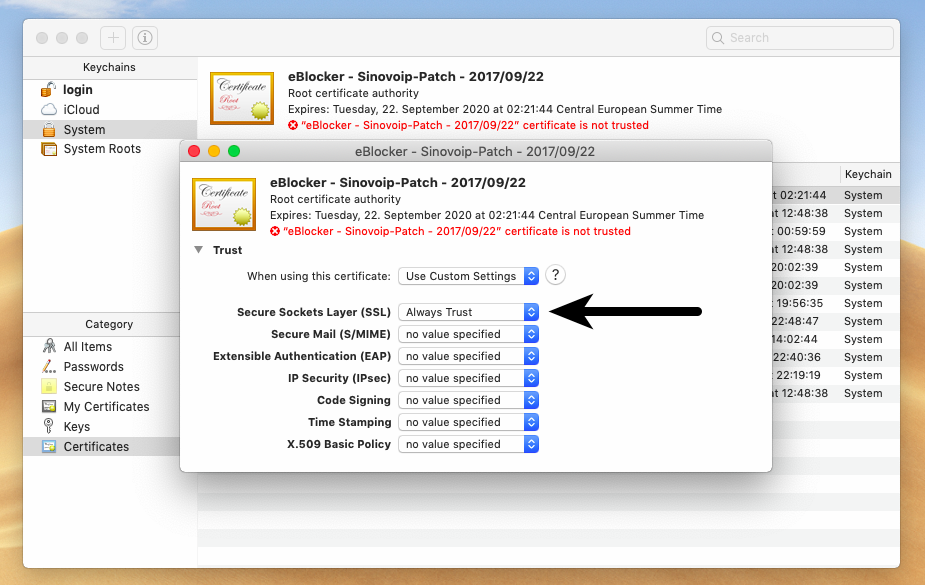 Search
Keychains
login
iCloud
System
System Roots
Certificate
Root
eBlocker - Sinovoip-Patch - 2017/09/22
Root certificate authority
Expires: Tuesday, 22. September 2020 at 02:21:44 Central European Summer Time
“eBlocker - Sinovoip-Patch - 2017/09/22” certificate is not trusted
Keychain
t 02:21:44 System
at 12:48:38 System
t 00:59:59 System
at 12:48:38 System
20:02:39 System
20:02:39 System
t 19:56:35 System
22:48:47 System
14:02:44 System
22:40:36 System
t 22:19:19 System
at 12:48:38 System
eBlocker - Sinovoip-Patch - 2017/09/22
Certificate
Root
eBlocker - Sinovoip-Patch - 2017/09/22
Root certificate authority
Expires: Tuesday, 22. September 2020 at 02:21:44 Central European Summer Time
“eBlocker - Sinovoip-Patch - 2017/09/22” certificate is not trusted
Trust
When using this certificate: Use Custom Settings ?
Secure Sockets Layer (SSL) Always Trust
Secure Mail (S/MIME) no value specified
Extensible Authentication (EAP) no value specified
IP Security (IPsec) no value specified
Code Signing no value specified
Time Stamping no value specified
X.509 Basic Policy no value specified
Category
All Items
Passwords
Secure Notes
My Certificates
Keys
Certificates